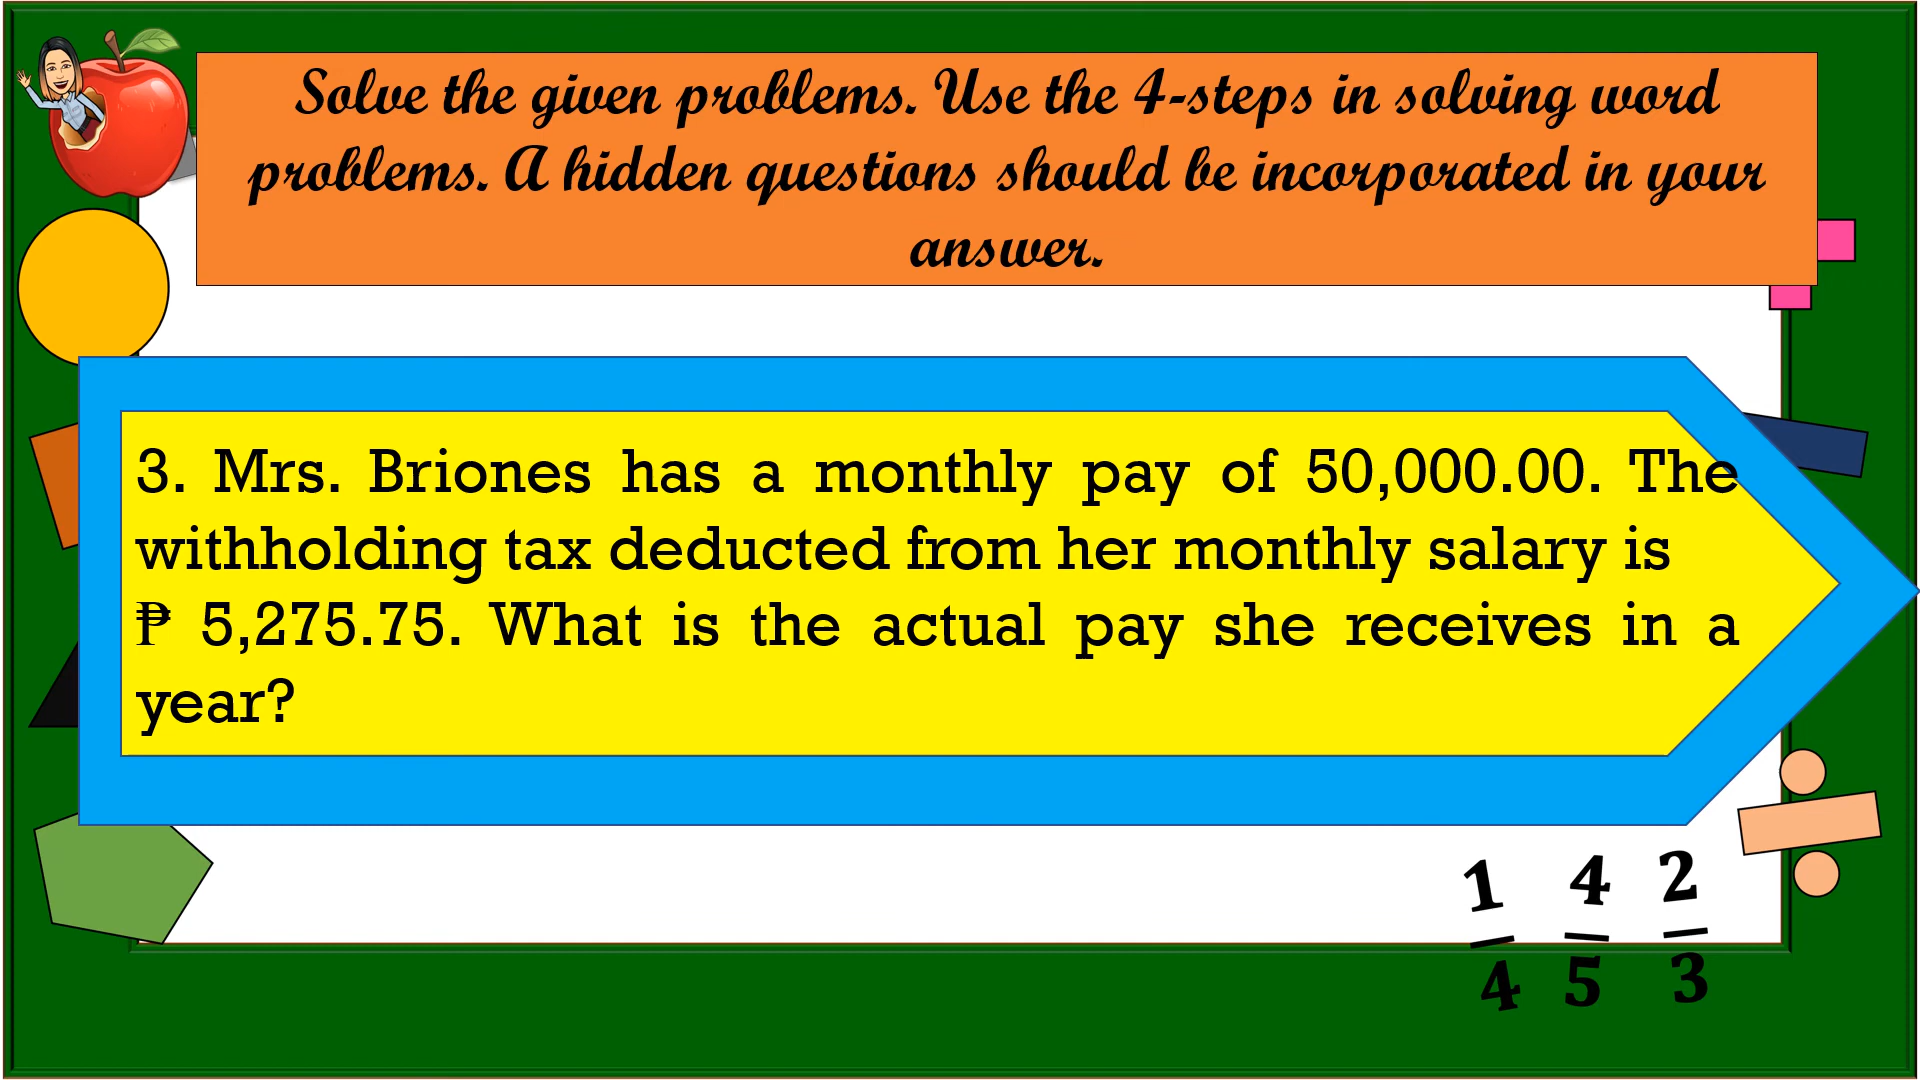 Solve the given problems. Use the 4-steps in solving word
problems. A hidden questions should be incorporated in your
answer.
3. Mrs. Briones has a monthly pay of 50,000.00. The
withholding tax deducted from her monthly salary is
₱ 5,275.75. What is the actual pay she receives in a
year?
1 4 2
4 5 3